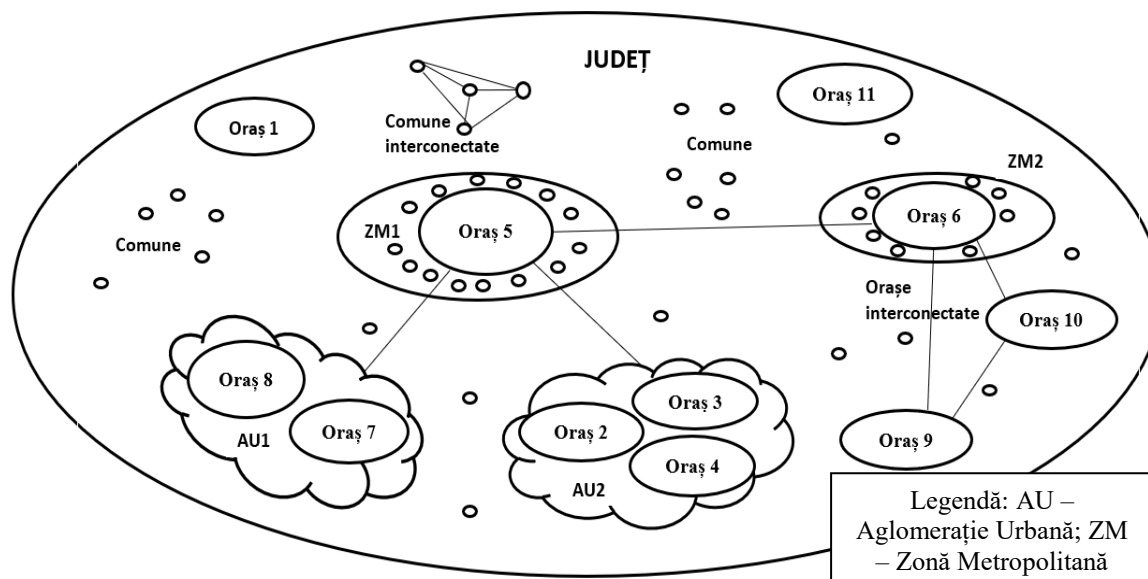 JUDEȚ
Oraș 1
Comune
interconectate
Comune
Oraș 11
ZM2
Comune
ZM1
Oraș 5
Oraș 6
Orașe
interconectate
Oraș 10
Oraș 8
Oraș 7
AU1
Oraș 3
Oraș 2
Oraș 4
AU2
Oraș 9
Legendă: AU –
Aglomerație Urbană; ZM
– Zonă Metropolitană